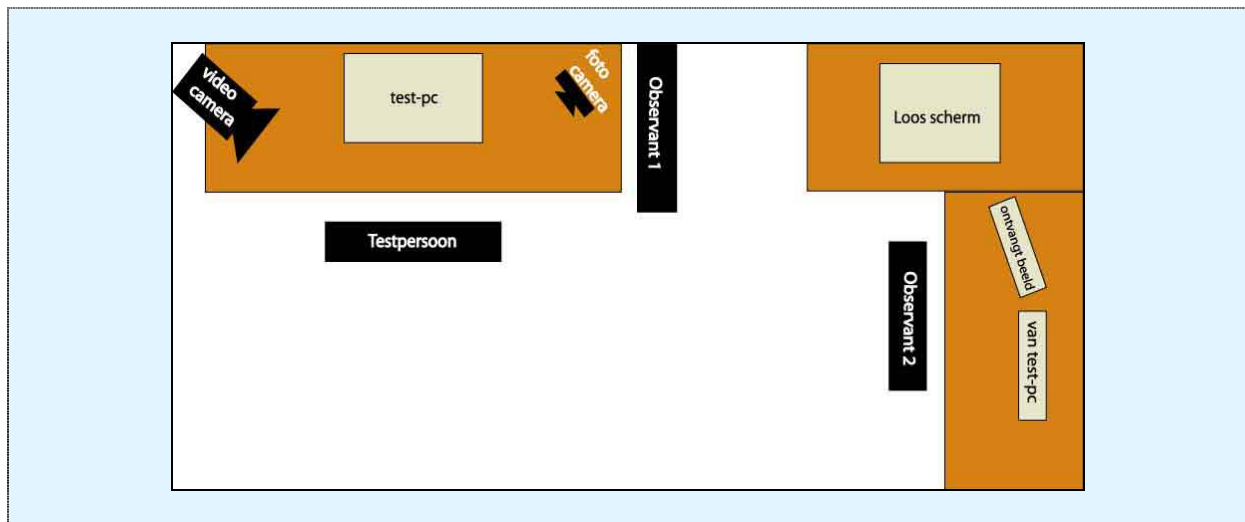 video
camera
test-pc
foto
camera
Observant 1
Loos scherm
Testpersoon
ontvangt beeld
Observant 2
van test-pc